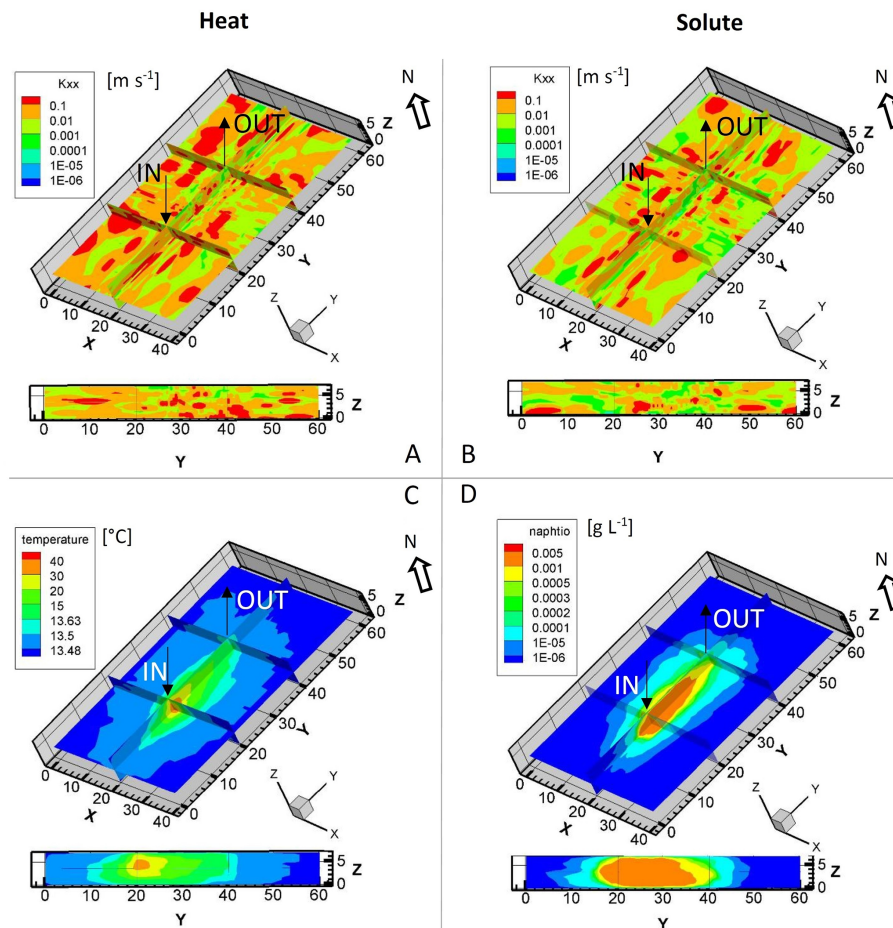 Heat
Solute
Kxx
[m s⁻¹]
0.1
0.01
0.001
0.0001
1E-05
1E-06
N
5
Z
0
OUT
IN
60
50
40
30
Y
20
10
0
0
10
20
30
40
X
Z
Y
X
5
Z
0
0
10
20
30
40
50
60
Y
A
Kxx
[m s⁻¹]
0.1
0.01
0.001
0.0001
1E-05
1E-06
N
5
Z
0
OUT
IN
60
50
40
30
Y
20
10
0
0
10
20
30
40
X
Z
Y
X
5
Z
0
0
10
20
30
40
50
60
Y
B
C
temperature
[°C]
40
30
20
15
13.63
13.5
13.48
N
5
Z
0
OUT
IN
60
50
40
30
Y
20
10
0
0
10
20
30
40
X
Z
Y
X
5
Z
0
0
10
20
30
40
50
60
Y
D
naphtio
[g L⁻¹]
0.005
0.001
0.0005
0.0003
0.0002
0.0001
1E-05
1E-06
N
5
Z
0
OUT
IN
60
50
40
30
Y
20
10
0
0
10
20
30
40
X
Z
Y
X
5
Z
0
0
10
20
30
40
50
60
Y